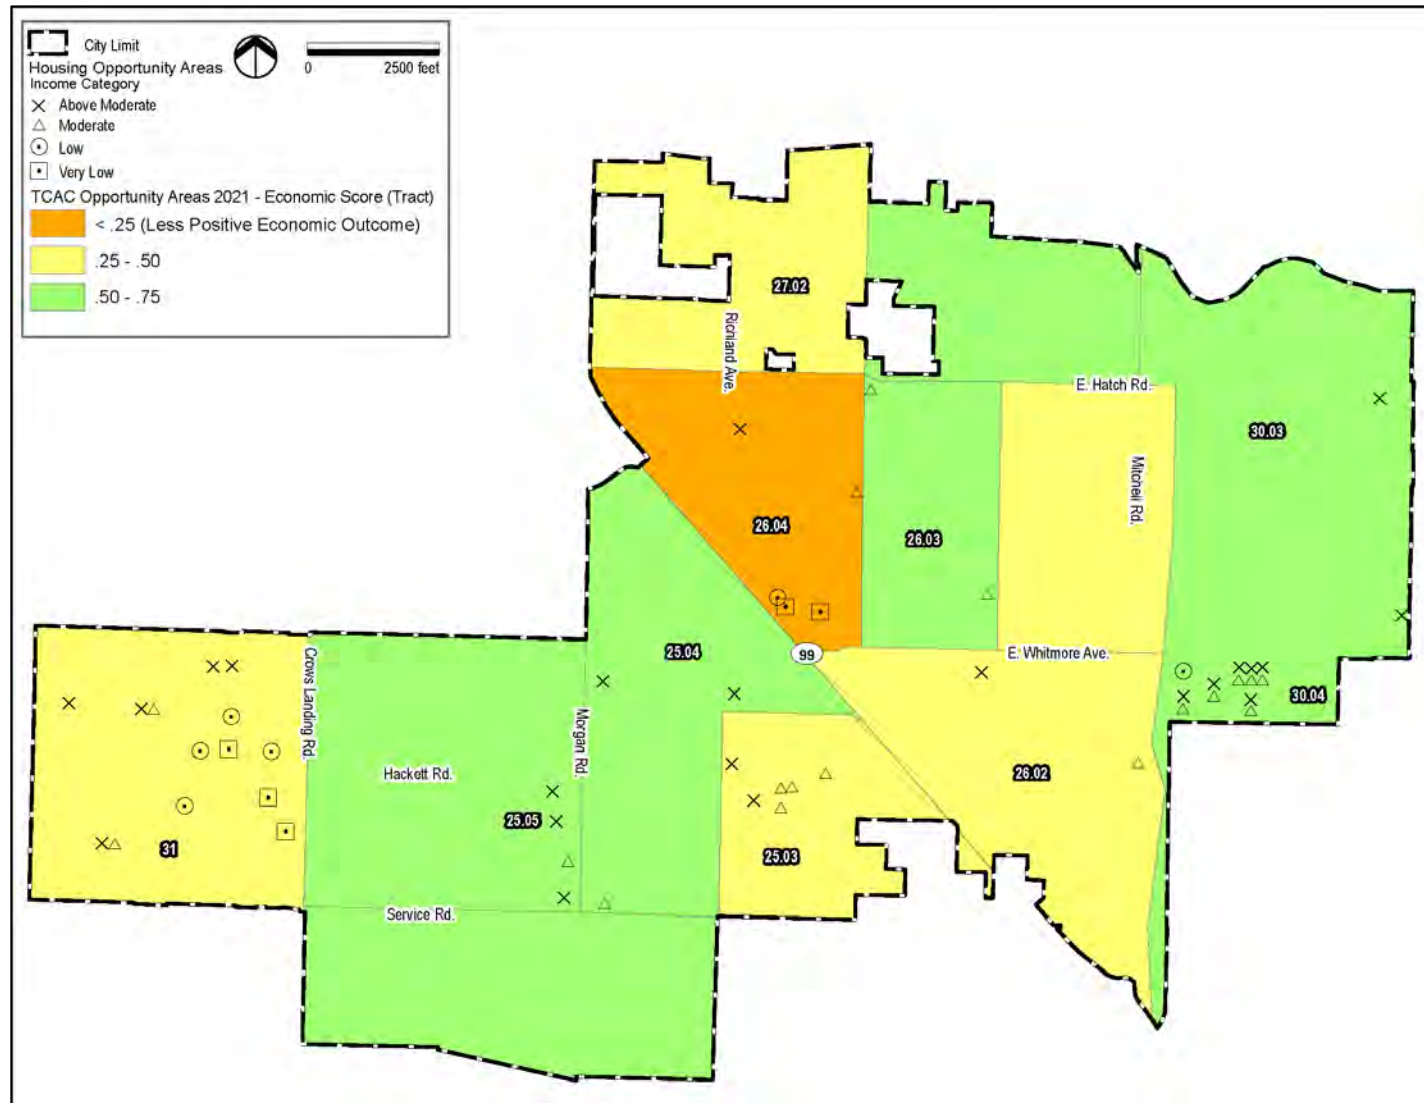 City Limit
0 2500 feet
Housing Opportunity Areas
Income Category
Above Moderate
Moderate
Low
Very Low
TCAC Opportunity Areas 2021 - Economic Score (Tract)
< .25 (Less Positive Economic Outcome)
.25 - .50
.50 - .75
27.02
Richland Ave.
E. Hatch Rd.
30.03
Mitchell Rd.
26.04
26.03
25.04
99
E. Whitmore Ave.
30.04
Crows Landing Rd.
Morgan Rd.
Hackett Rd.
26.02
25.05
31
25.03
Service Rd.